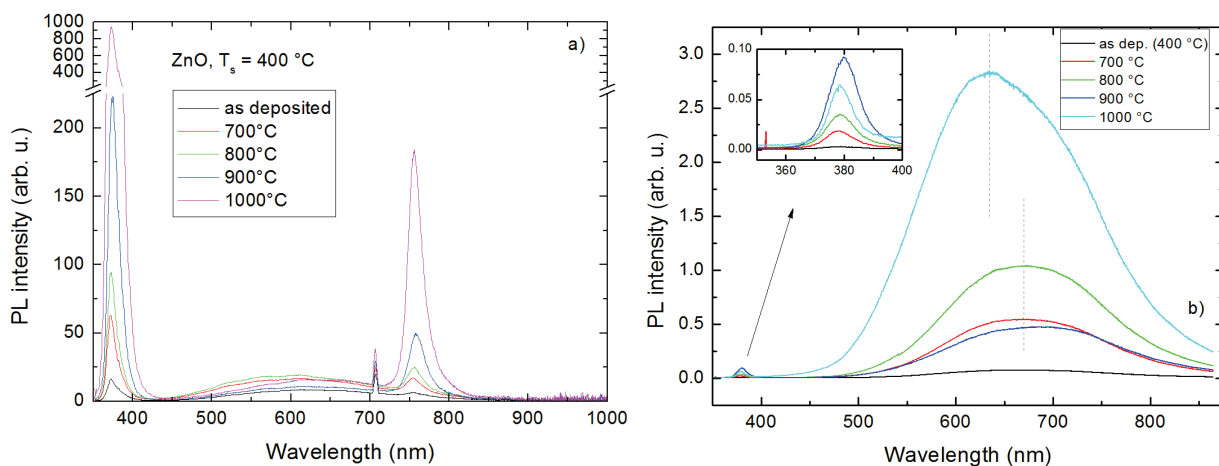 1000
800
600
400
200
150
100
50
0
PL intensity (arb. u.)
a)
ZnO, Ts = 400 °C
as deposited
700°C
800°C
900°C
1000°C
400 500 600 700 800 900 1000
Wavelength (nm)
3.0
2.5
2.0
1.5
1.0
0.5
0.0
PL intensity (arb. u.)
0.10
0.05
0.00
360 380 400
as dep. (400 °C)
700 °C
800 °C
900 °C
1000 °C
b)
400 500 600 700 800
Wavelength (nm)